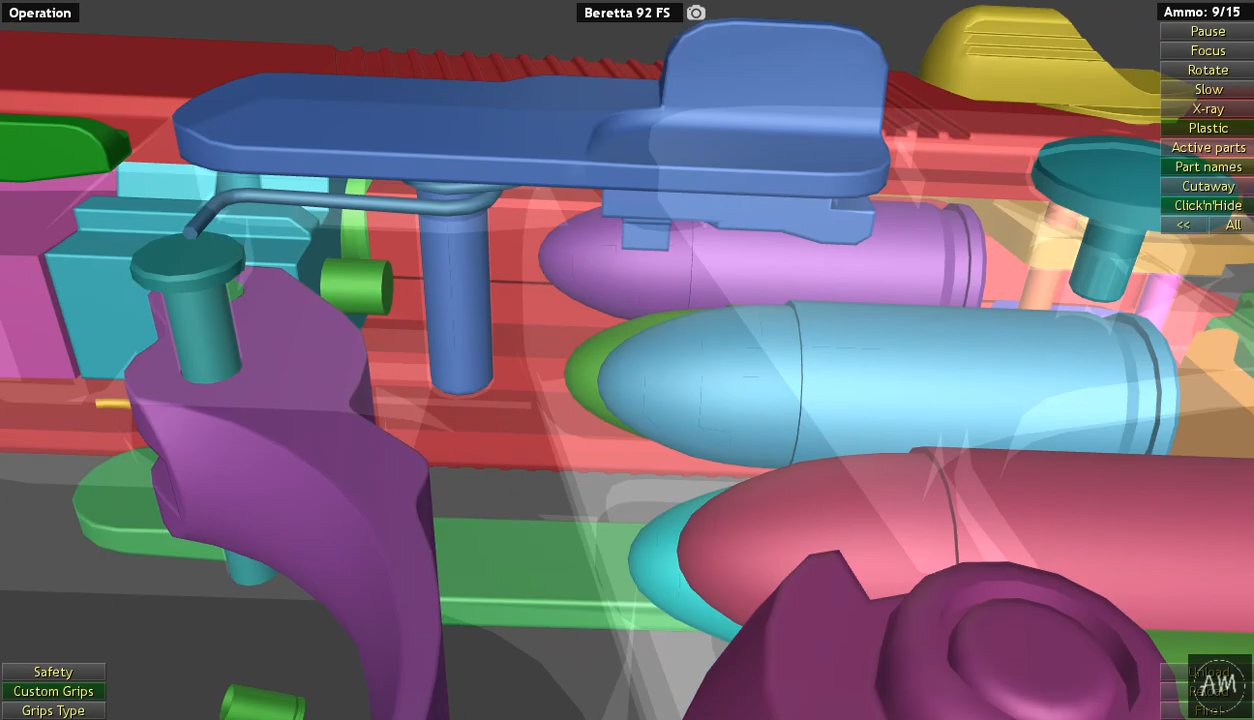 Operation
Beretta 92 FS
Ammo: 9/15
Pause
Focus
Rotate
Slow
X-ray
Plastic
Active parts
Part names
Cutaway
Click'n'Hide
<< All
Safety
Custom Grips
Grips Type
AM